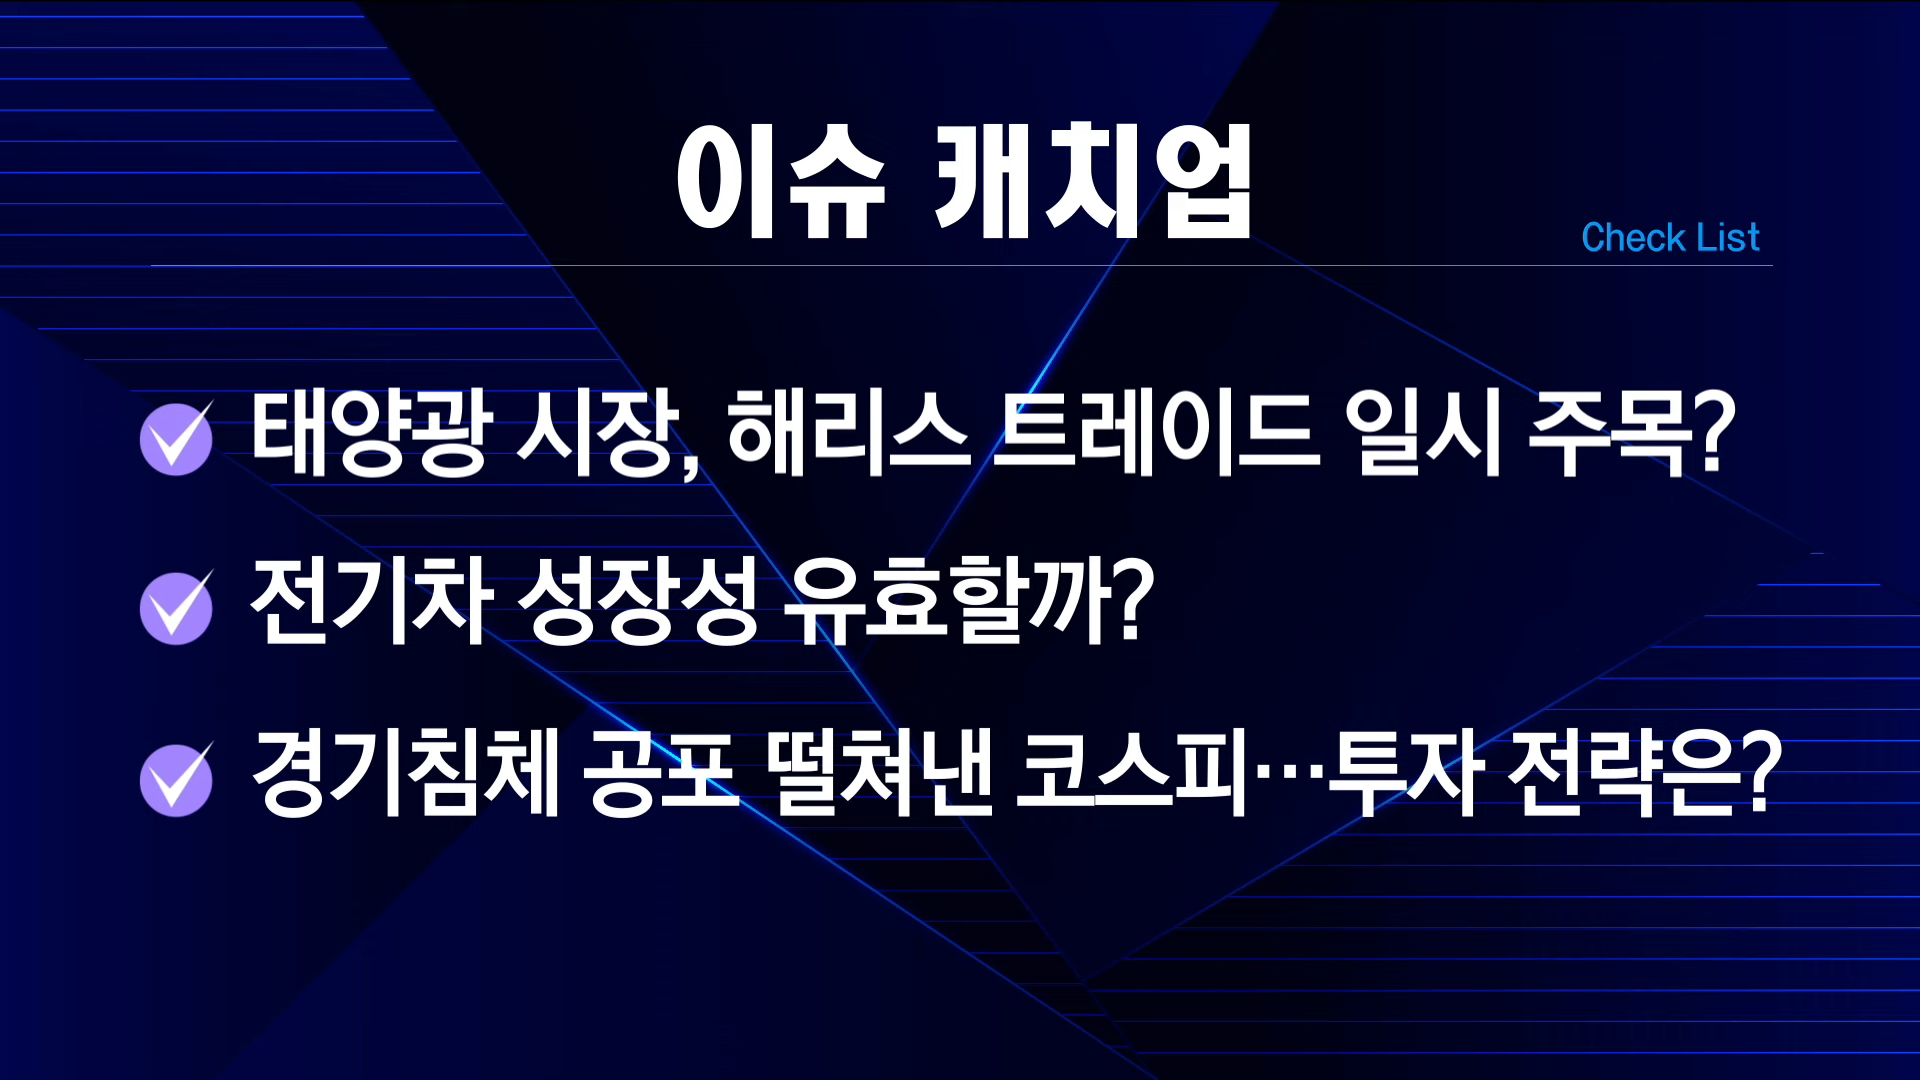 이슈 캐치업
Check List
태양광 시장, 해리스 트레이드 일시 주목?
전기차 성장성 유효할까?
경기침체 공포 떨쳐낸 코스피…투자 전략은?